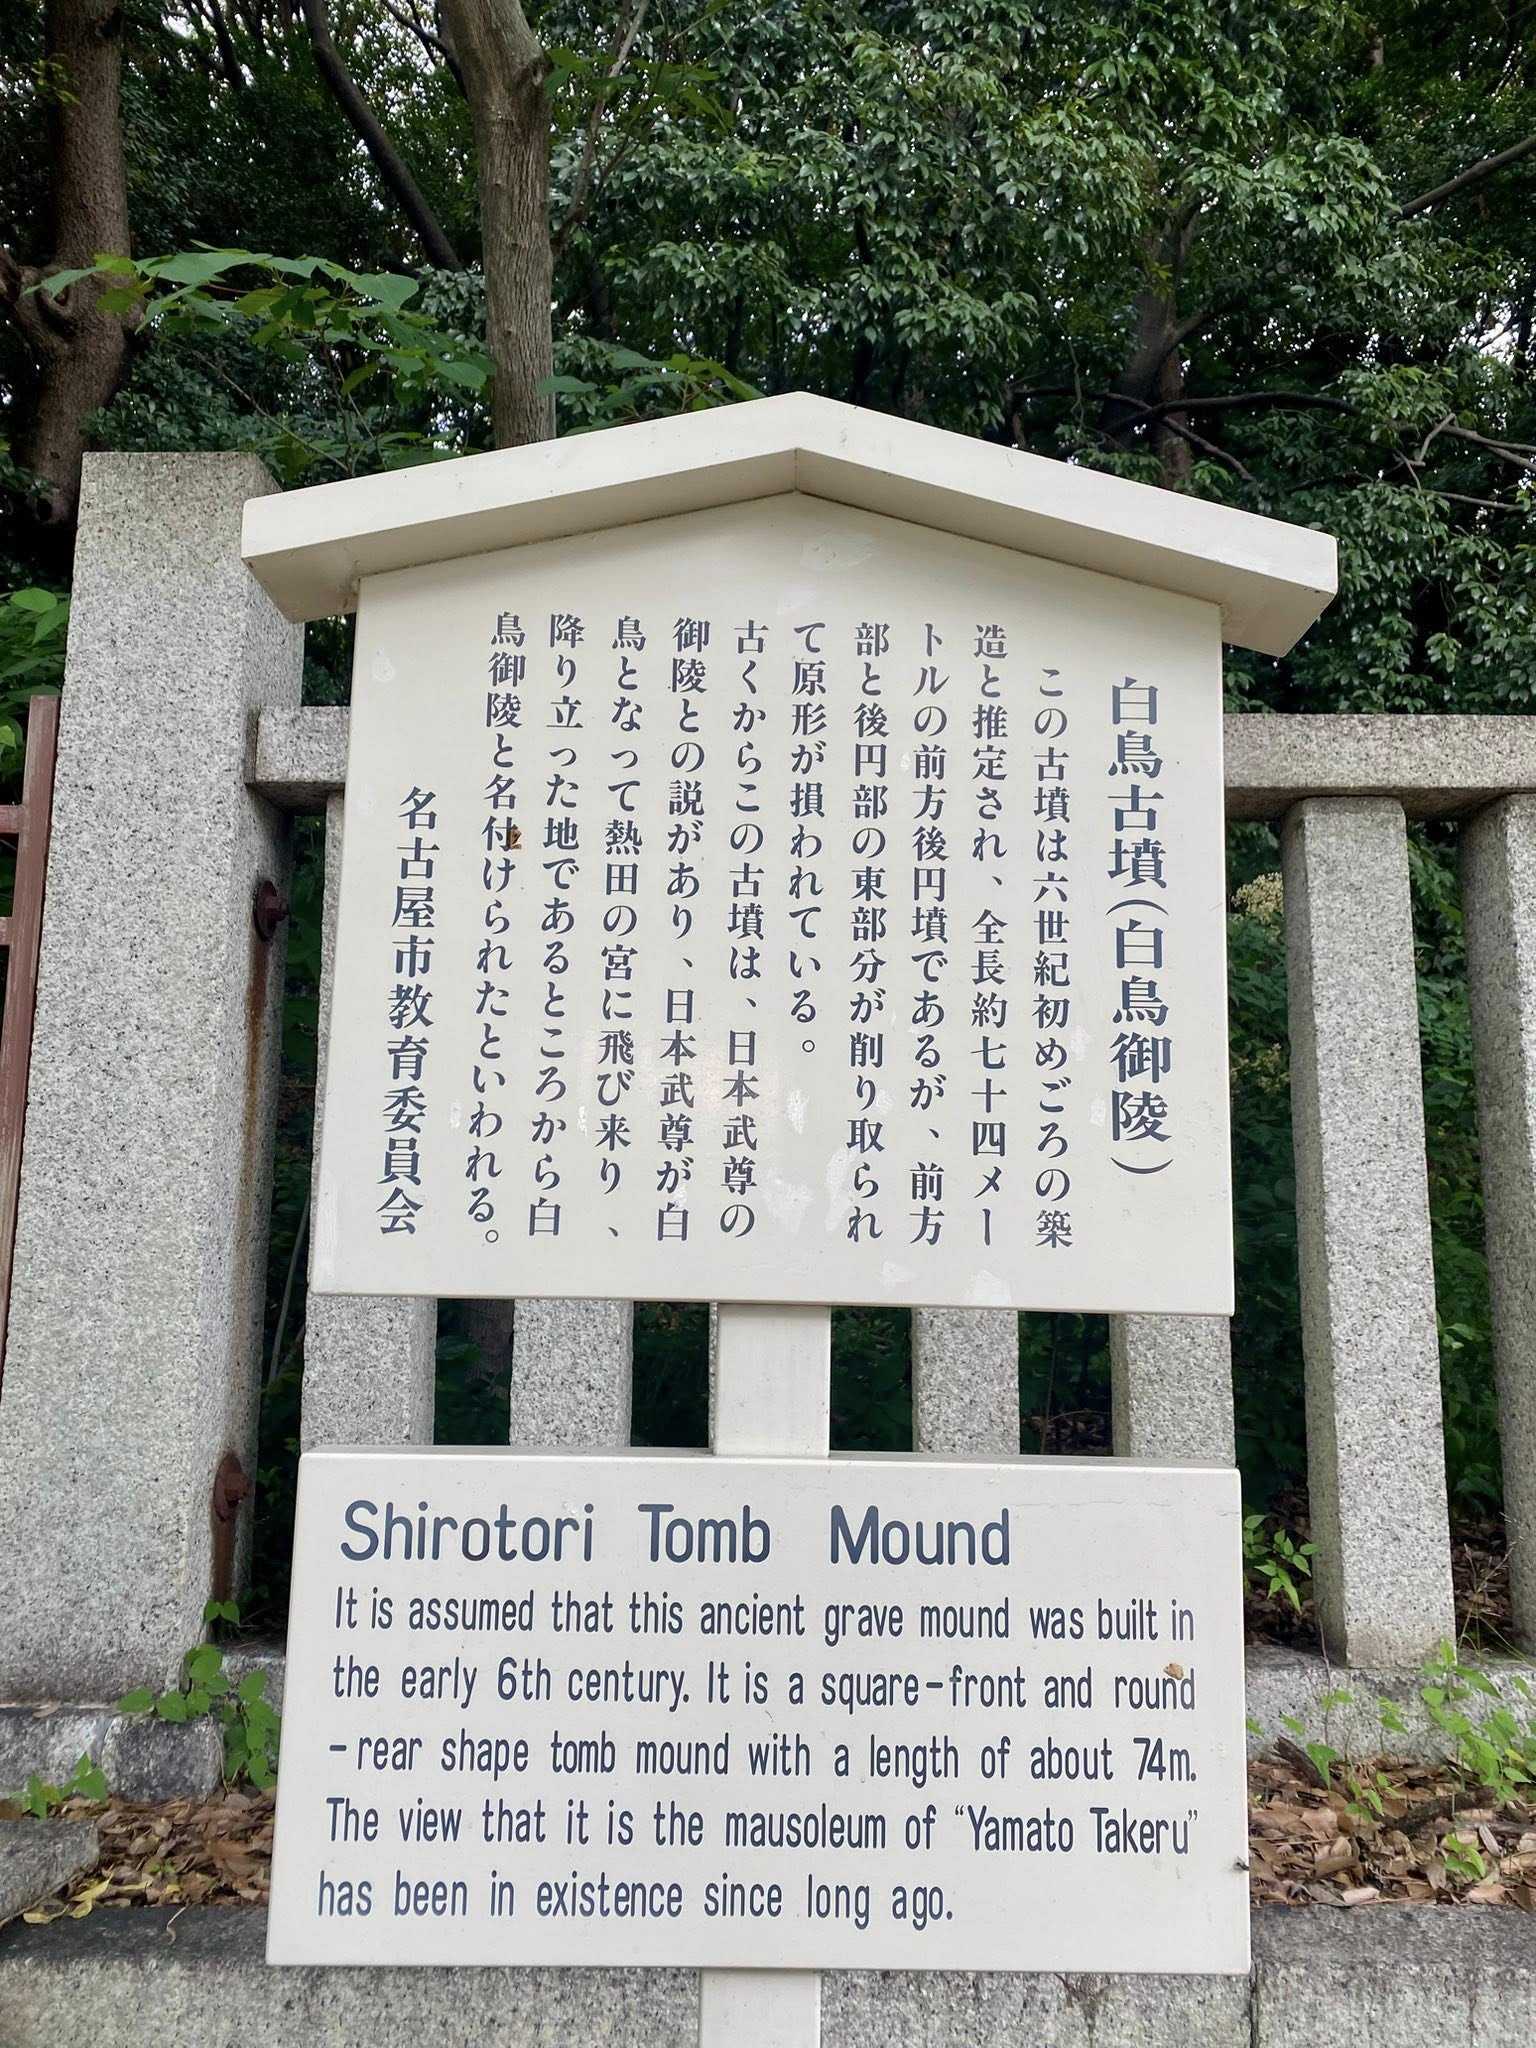 白鳥古墳(白鳥御陵)
この古墳は六世紀初めごろの築
造と推定され、全長約七十四メー
トルの前方後円墳であるが、前方
部と後円部の東部分が削り取られ
て原形が損われている。
古くからこの古墳は、日本武尊の
御陵との説があり、日本武尊が白
鳥となって熱田の宮に飛び来り、
降り立った地であるところから白
鳥御陵と名付けられたといわれる。
名古屋市教育委員会
Shirotori Tomb Mound
It is assumed that this ancient grave mound was built in
the early 6th century. It is a square-front and round
-rear shape tomb mound with a length of about 74m.
The view that it is the mausoleum of “Yamato Takeru”
has been in existence since long ago.